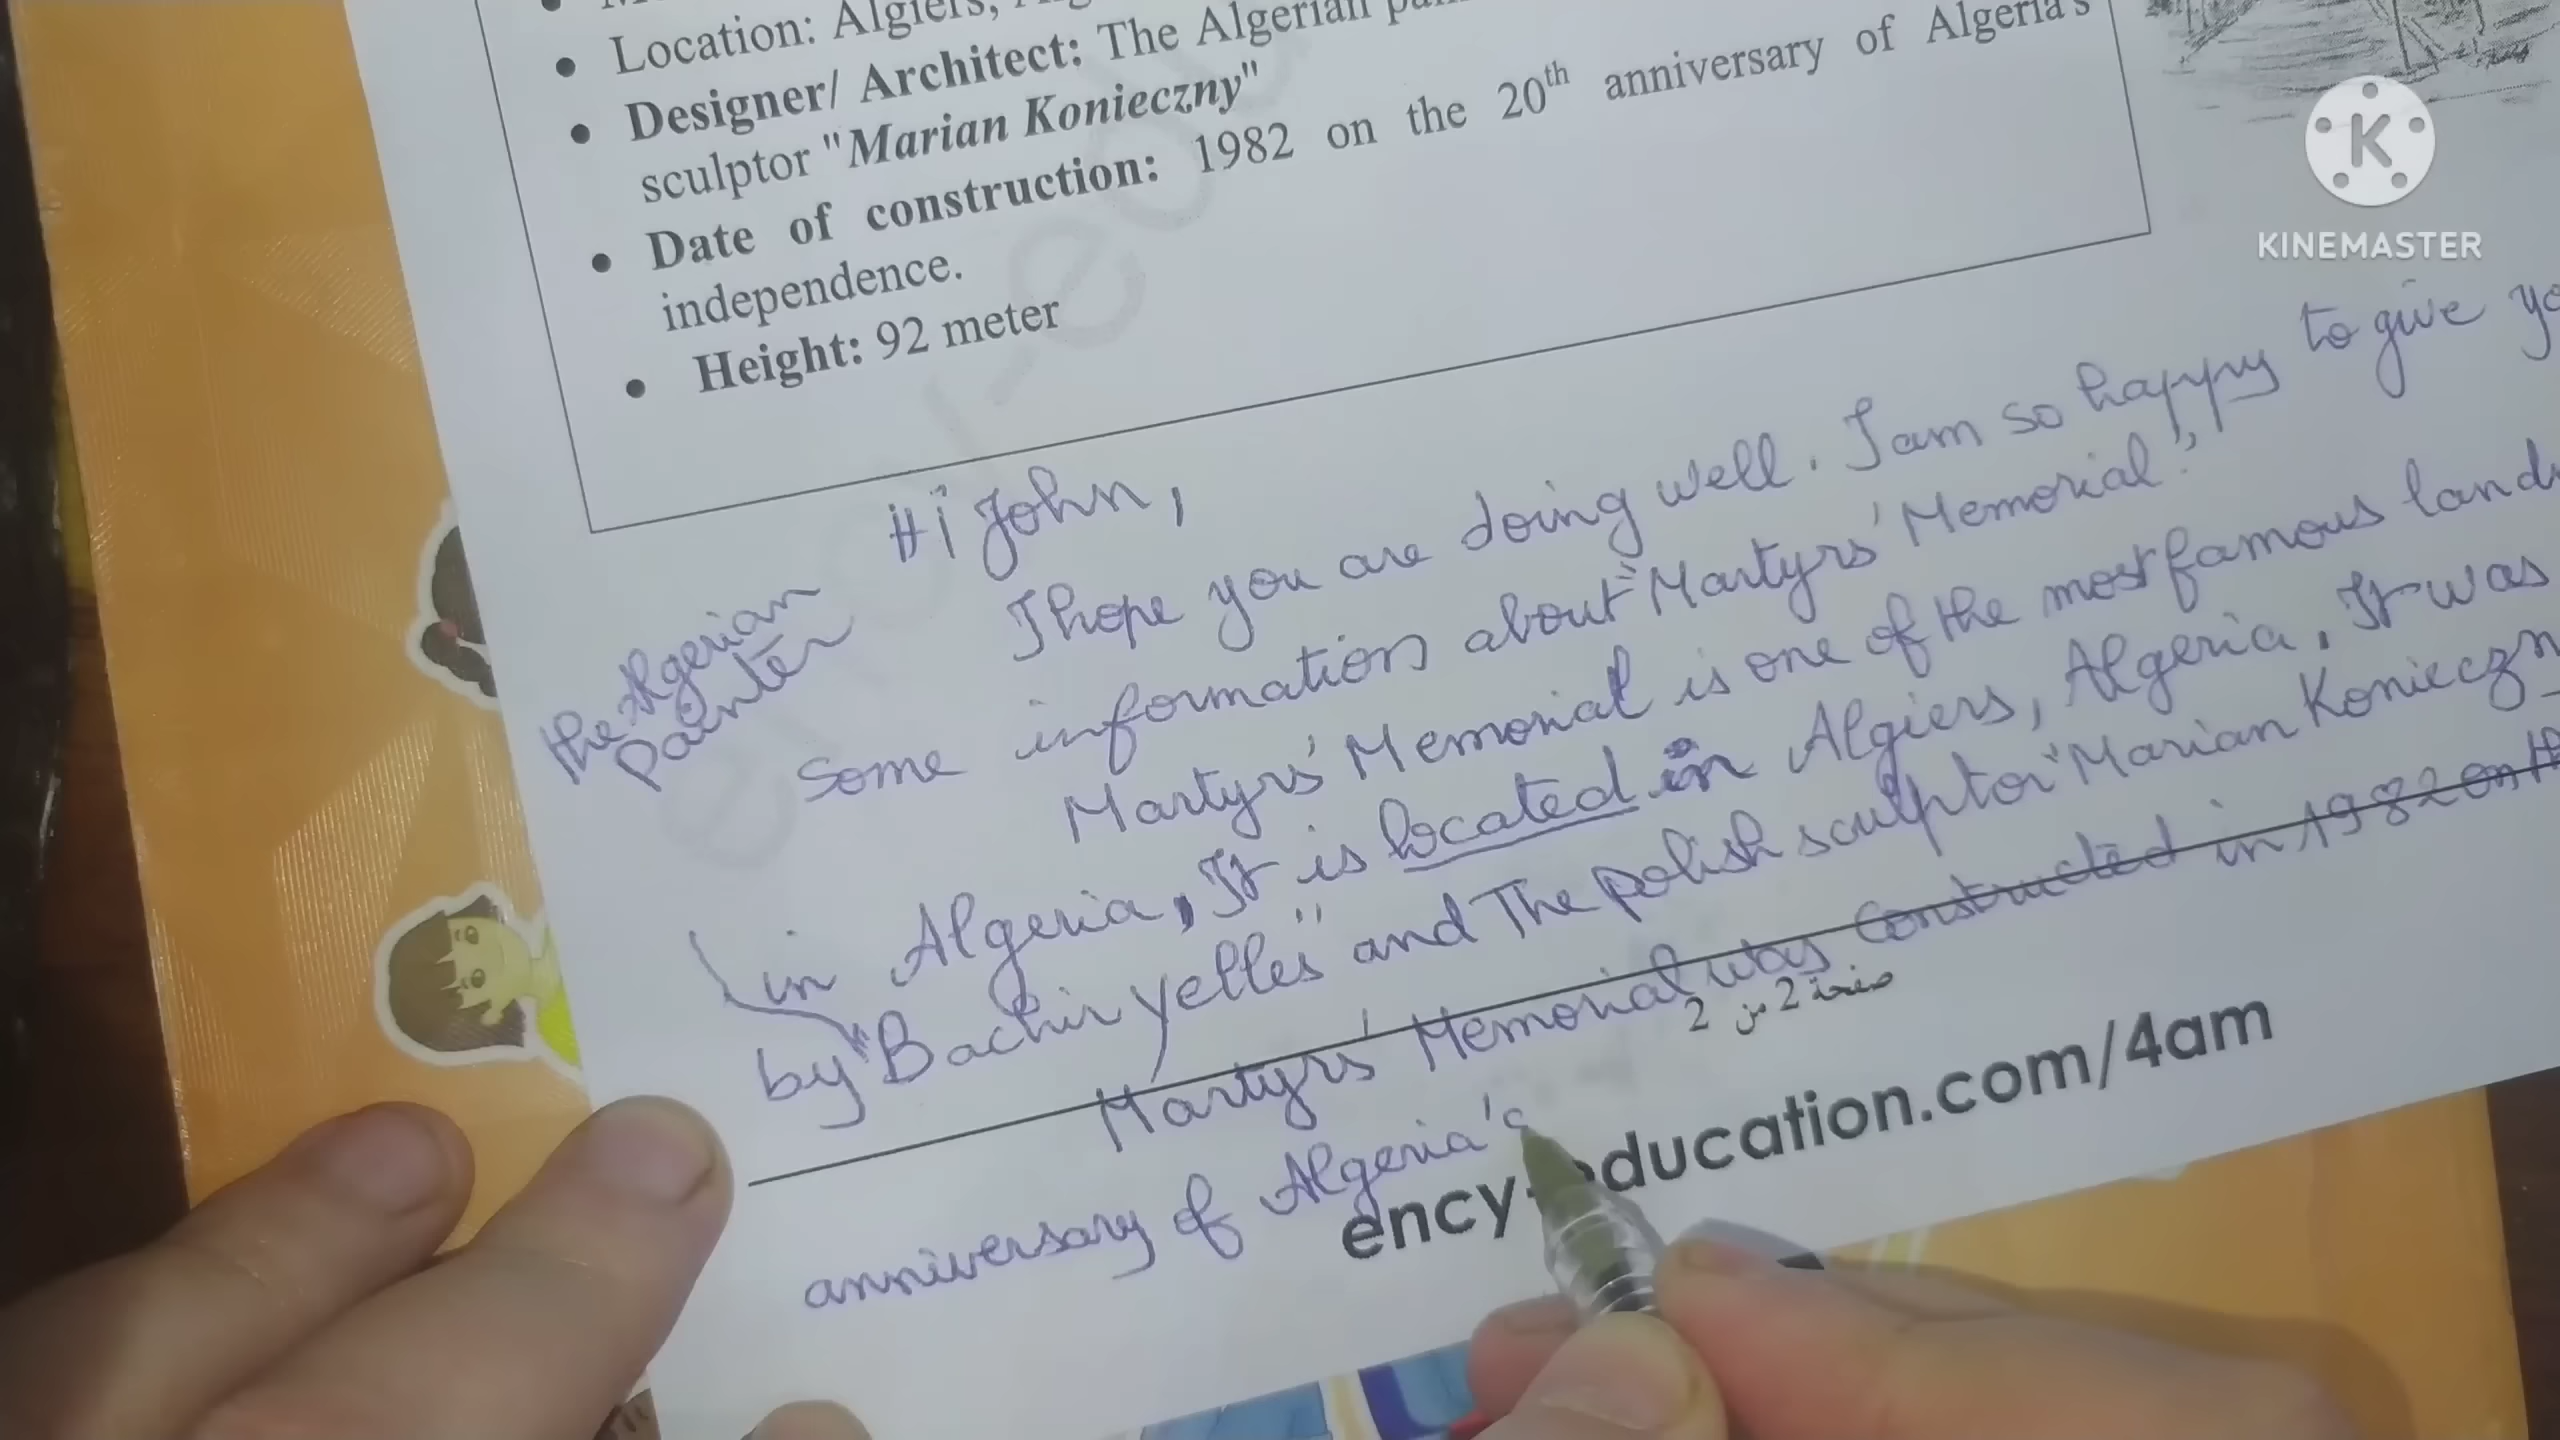 Location: Algiers,
Designer/ Architect: The Algerian
sculptor "Marian Konieczny"
Date of construction: 1982 on the 20th anniversary of Algeria's
independence.
Height: 92 meter
KINEMASTER
Hi John,
I hope you are doing well. I am so happy to give
some information about "Martyrs' Memorial".
Martyrs' Memorial is one of the most famous
in Algeria, It is located in Algiers, Algeria, It was
the Algerian
painter
by "Bachir yelles" and The polish sculptor "Marian Konieczn
Martyrs' Memorial was constructed in 1982 on
صفحة 2 من 2
anniversary of Algeria's
ency-education.com/4am